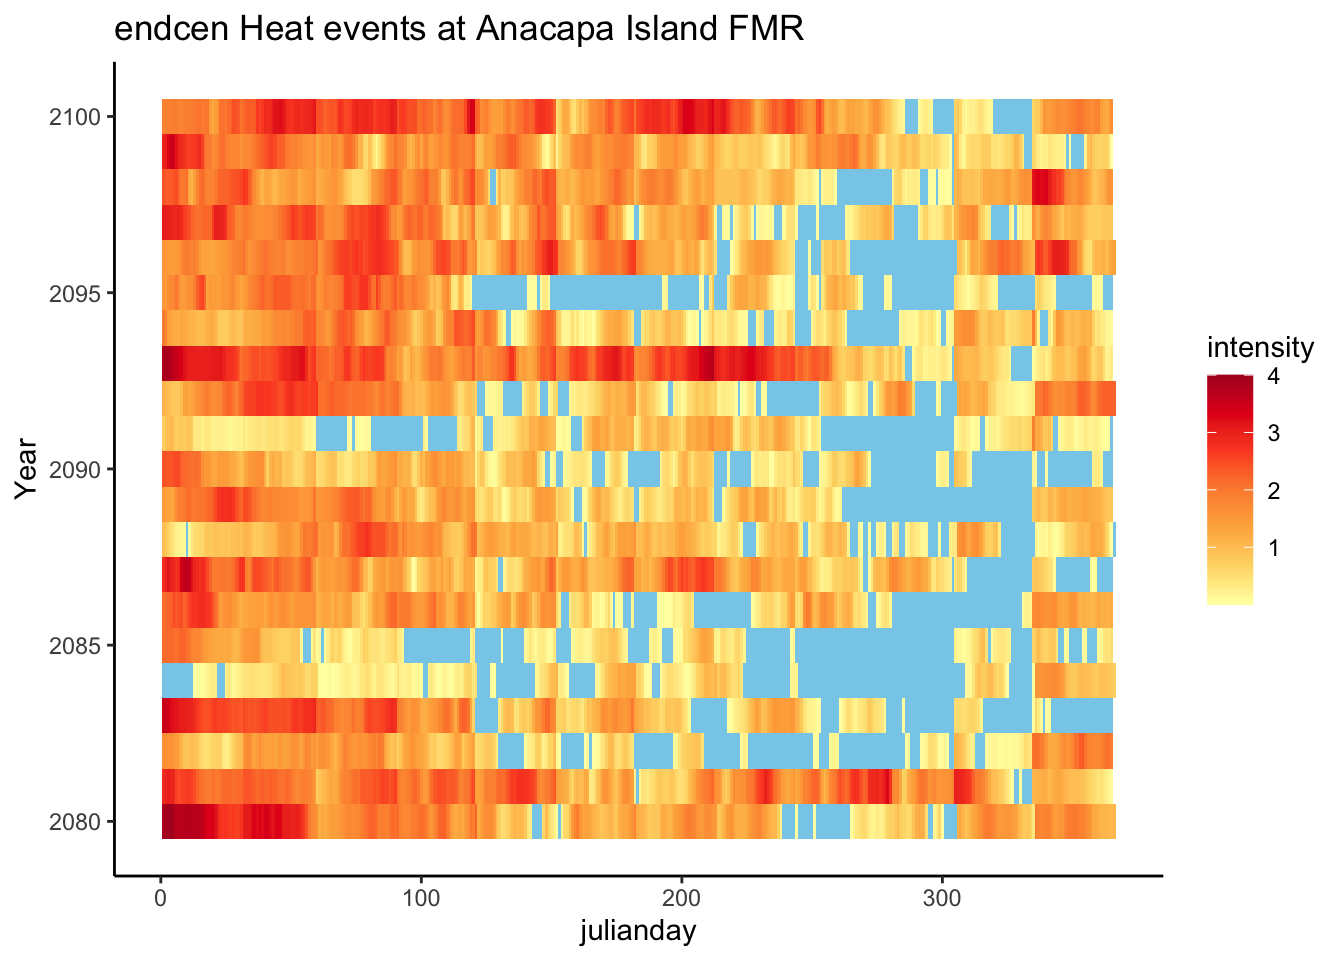 endcen Heat events at Anacapa Island FMR
Year
2100
2095
2090
2085
2080
0 100 200 300
julianday
intensity
4
3
2
1